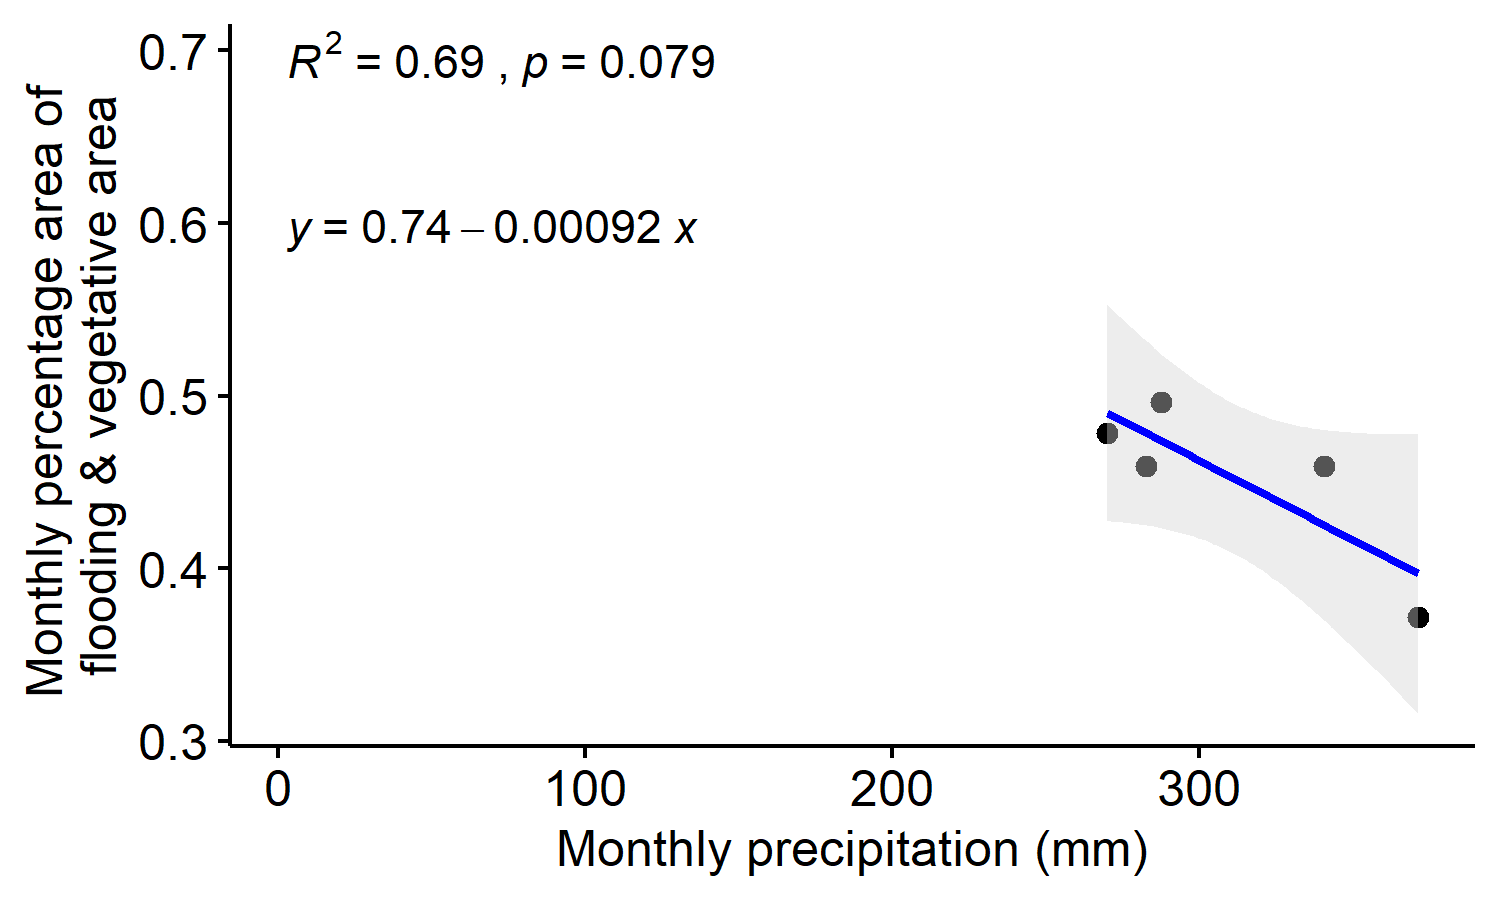 R² = 0.69 , p = 0.079
y = 0.74 – 0.00092 x
Monthly percentage area of
flooding & vegetative area
0.7
0.6
0.5
0.4
0.3
0 100 200 300
Monthly precipitation (mm)